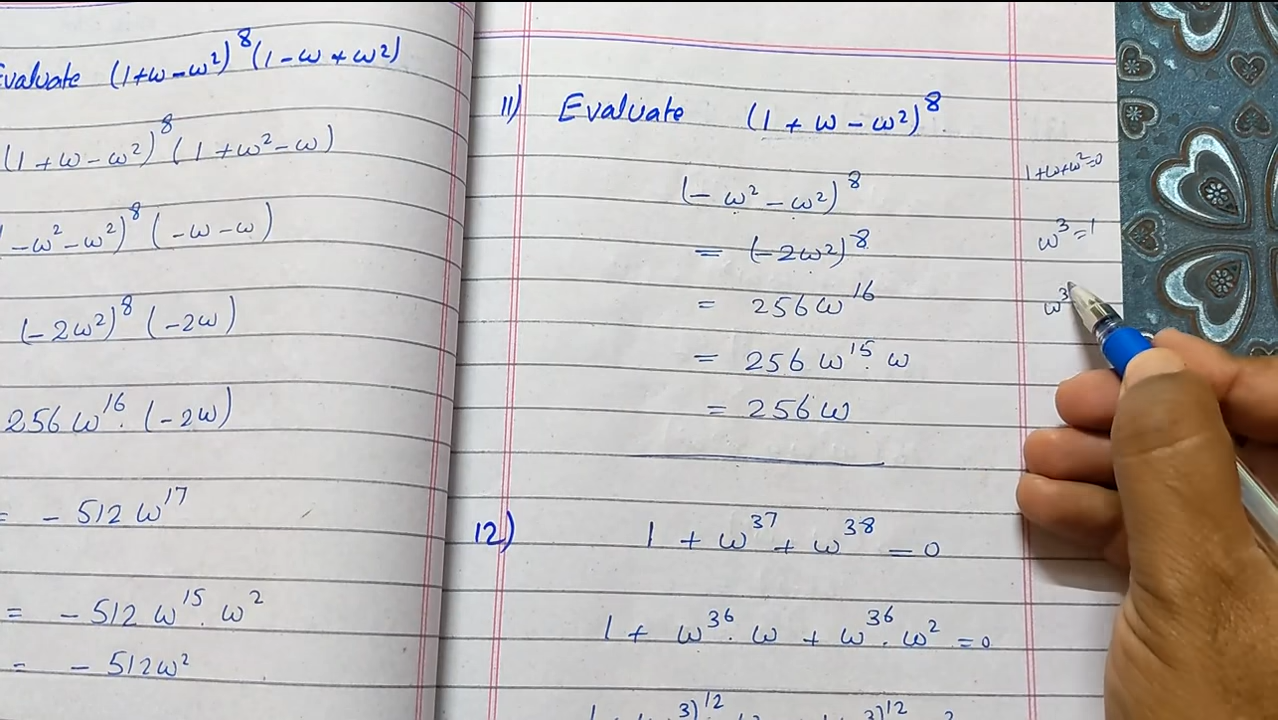 Evaluate (1+ω-ω²)⁸(1-ω+ω²)
(1+ω-ω²)⁸(1+ω²-ω)
-ω²-ω²)⁸(-ω-ω)
(-2ω²)⁸(-2ω)
256ω¹⁶.(-2ω)
= -512ω¹⁷
= -512ω¹⁵.ω²
= -512ω²
11) Evaluate (1+ω-ω²)⁸
(-ω²-ω²)⁸
= (-2ω²)⁸
= 256ω¹⁶
= 256ω¹⁵.ω
= 256ω
1+ω+ω²=0
ω³=1
ω³
12) 1+ω³⁷+ω³⁸=0
1+ω³⁶.ω+ω³⁶.ω²=0